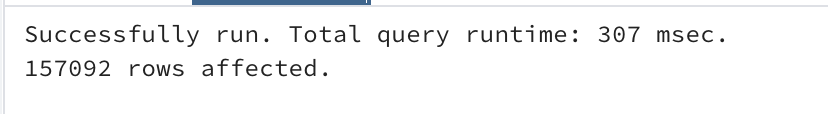 Successfully run. Total query runtime: 307 msec.
157092 rows affected.